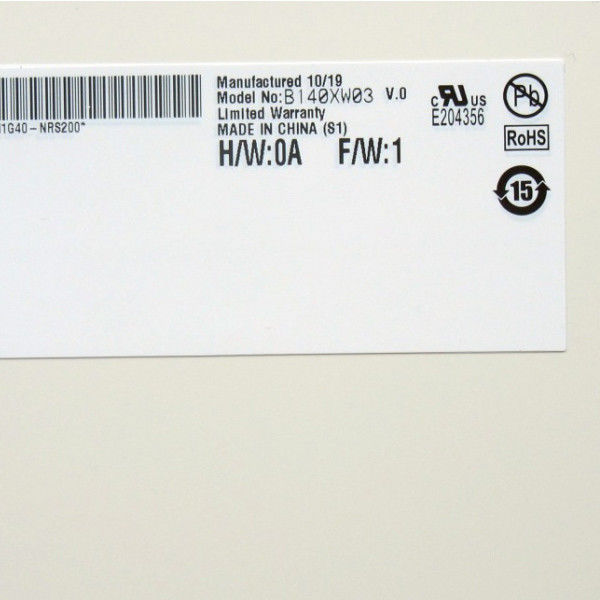 Manufactured 10/19
Model No:B140XW03 V.0
Limited Warranty
MADE IN CHINA (S1)
H/W:0A F/W:1
1G40-NRS200*
c RU US
E204356
Pb
RoHS
15